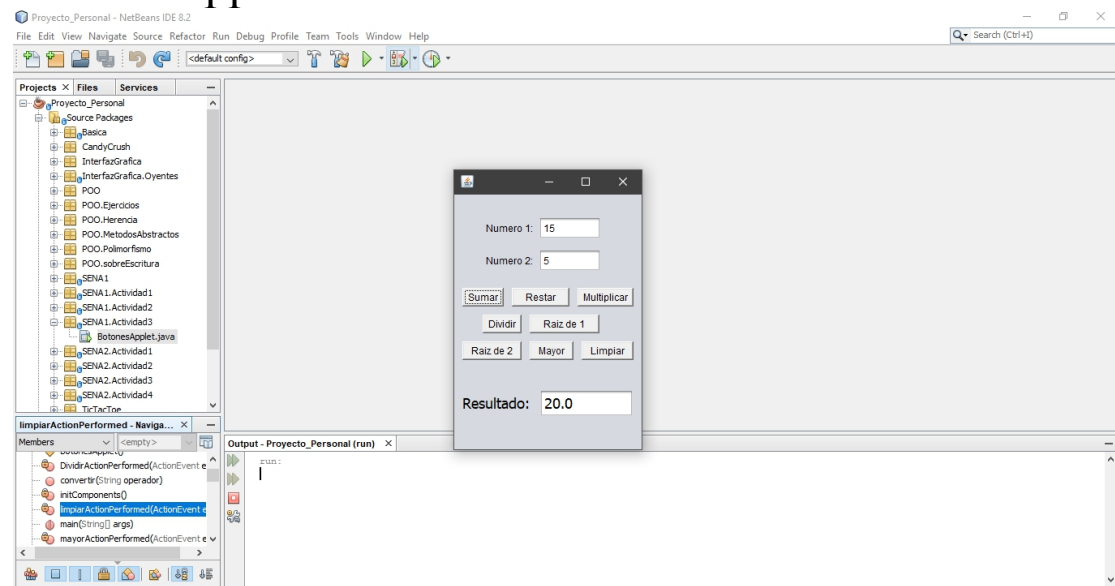 Proyecto_Personal - NetBeans IDE 8.2
File Edit View Navigate Source Refactor Run Debug Profile Team Tools Window Help
Search (Ctrl+I)
<default config>
Projects Files Services
Proyecto_Personal
Source Packages
Basica
CandyCrush
InterfazGrafica
InterfazGrafica.Oyentes
POO
POO.Ejercicios
POO.Herencia
POO.MetodosAbstractos
POO.Polimorfismo
POO.sobreEscritura
SENA1
SENA1.Actividad1
SENA1.Actividad2
SENA1.Actividad3
BotonesApplet.java
SENA2.Actividad1
SENA2.Actividad2
SENA2.Actividad3
SENA2.Actividad4
TicTacToe
Numero 1: 15
Numero 2: 5
Sumar Restar Multiplicar
Dividir Raiz de 1
Raiz de 2 Mayor Limpiar
Resultado: 20.0
limpiarActionPerformed - Naviga...
Members <empty>
BotonesApplet()
DividirActionPerformed(ActionEvent e
convertir(String operador)
initComponents()
limpiarActionPerformed(ActionEvent e
main(String[] args)
mayorActionPerformed(ActionEvent e
Output - Proyecto_Personal (run)
run: